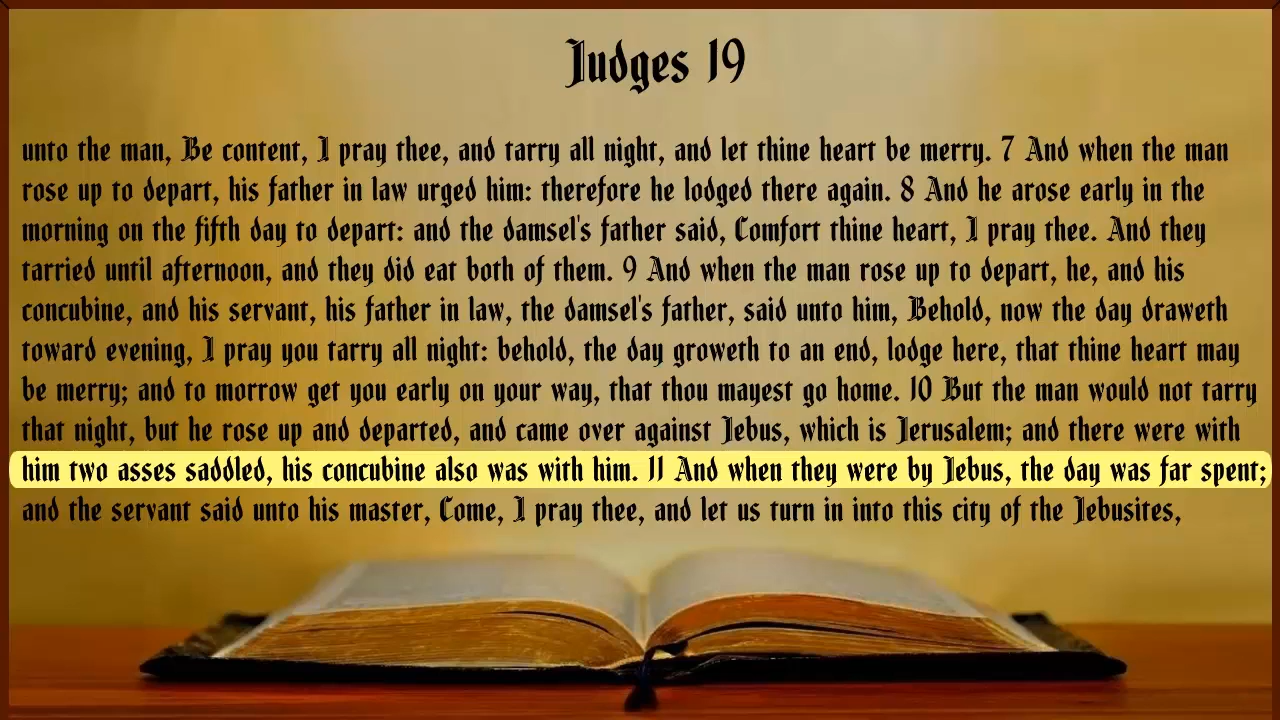 Judges 19
unto the man, Be content, I pray thee, and tarry all night, and let thine heart be merry. 7 And when the man
rose up to depart, his father in law urged him: therefore he lodged there again. 8 And he arose early in the
morning on the fifth day to depart: and the damsel's father said, Comfort thine heart, I pray thee. And they
tarried until afternoon, and they did eat both of them. 9 And when the man rose up to depart, he, and his
concubine, and his servant, his father in law, the damsel's father, said unto him, Behold, now the day draweth
toward evening, I pray you tarry all night: behold, the day groweth to an end, lodge here, that thine heart may
be merry; and to morrow get you early on your way, that thou mayest go home. 10 But the man would not tarry
that night, but he rose up and departed, and came over against Jebus, which is Jerusalem; and there were with
him two asses saddled, his concubine also was with him. 11 And when they were by Jebus, the day was far spent;
and the servant said unto his master, Come, I pray thee, and let us turn in into this city of the Jebusites,